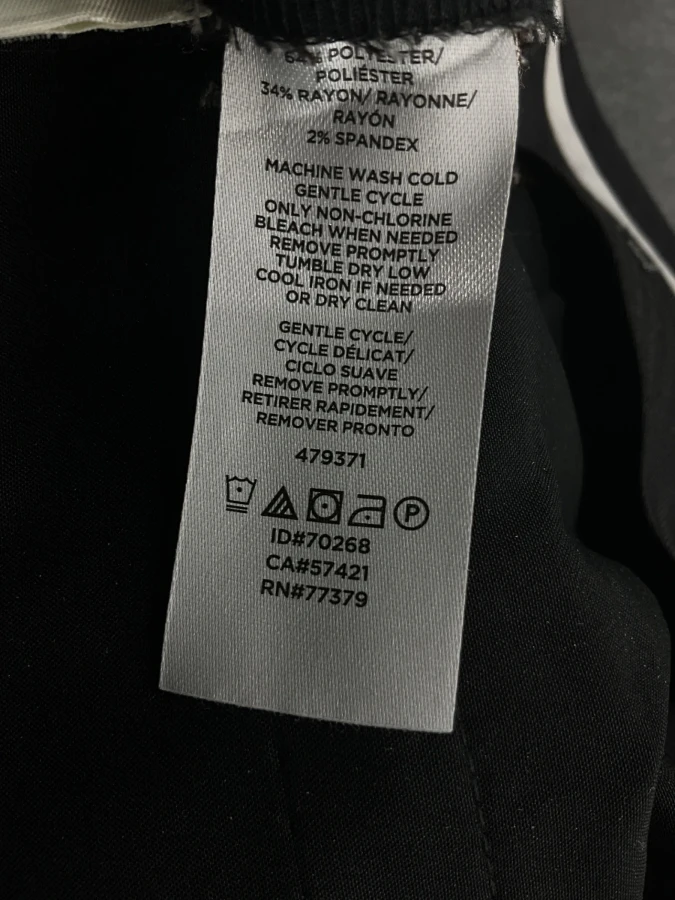 64% POLYESTER/
POLIÉSTER
34% RAYON/ RAYONNE/
RAYÓN
2% SPANDEX
MACHINE WASH COLD
GENTLE CYCLE
ONLY NON-CHLORINE
BLEACH WHEN NEEDED
REMOVE PROMPTLY
TUMBLE DRY LOW
COOL IRON IF NEEDED
OR DRY CLEAN
GENTLE CYCLE/
CYCLE DÉLICAT/
CICLO SUAVE
REMOVE PROMPTLY/
RETIRER RAPIDEMENT/
REMOVER PRONTO
479371
P
ID#70268
CA#57421
RN#77379